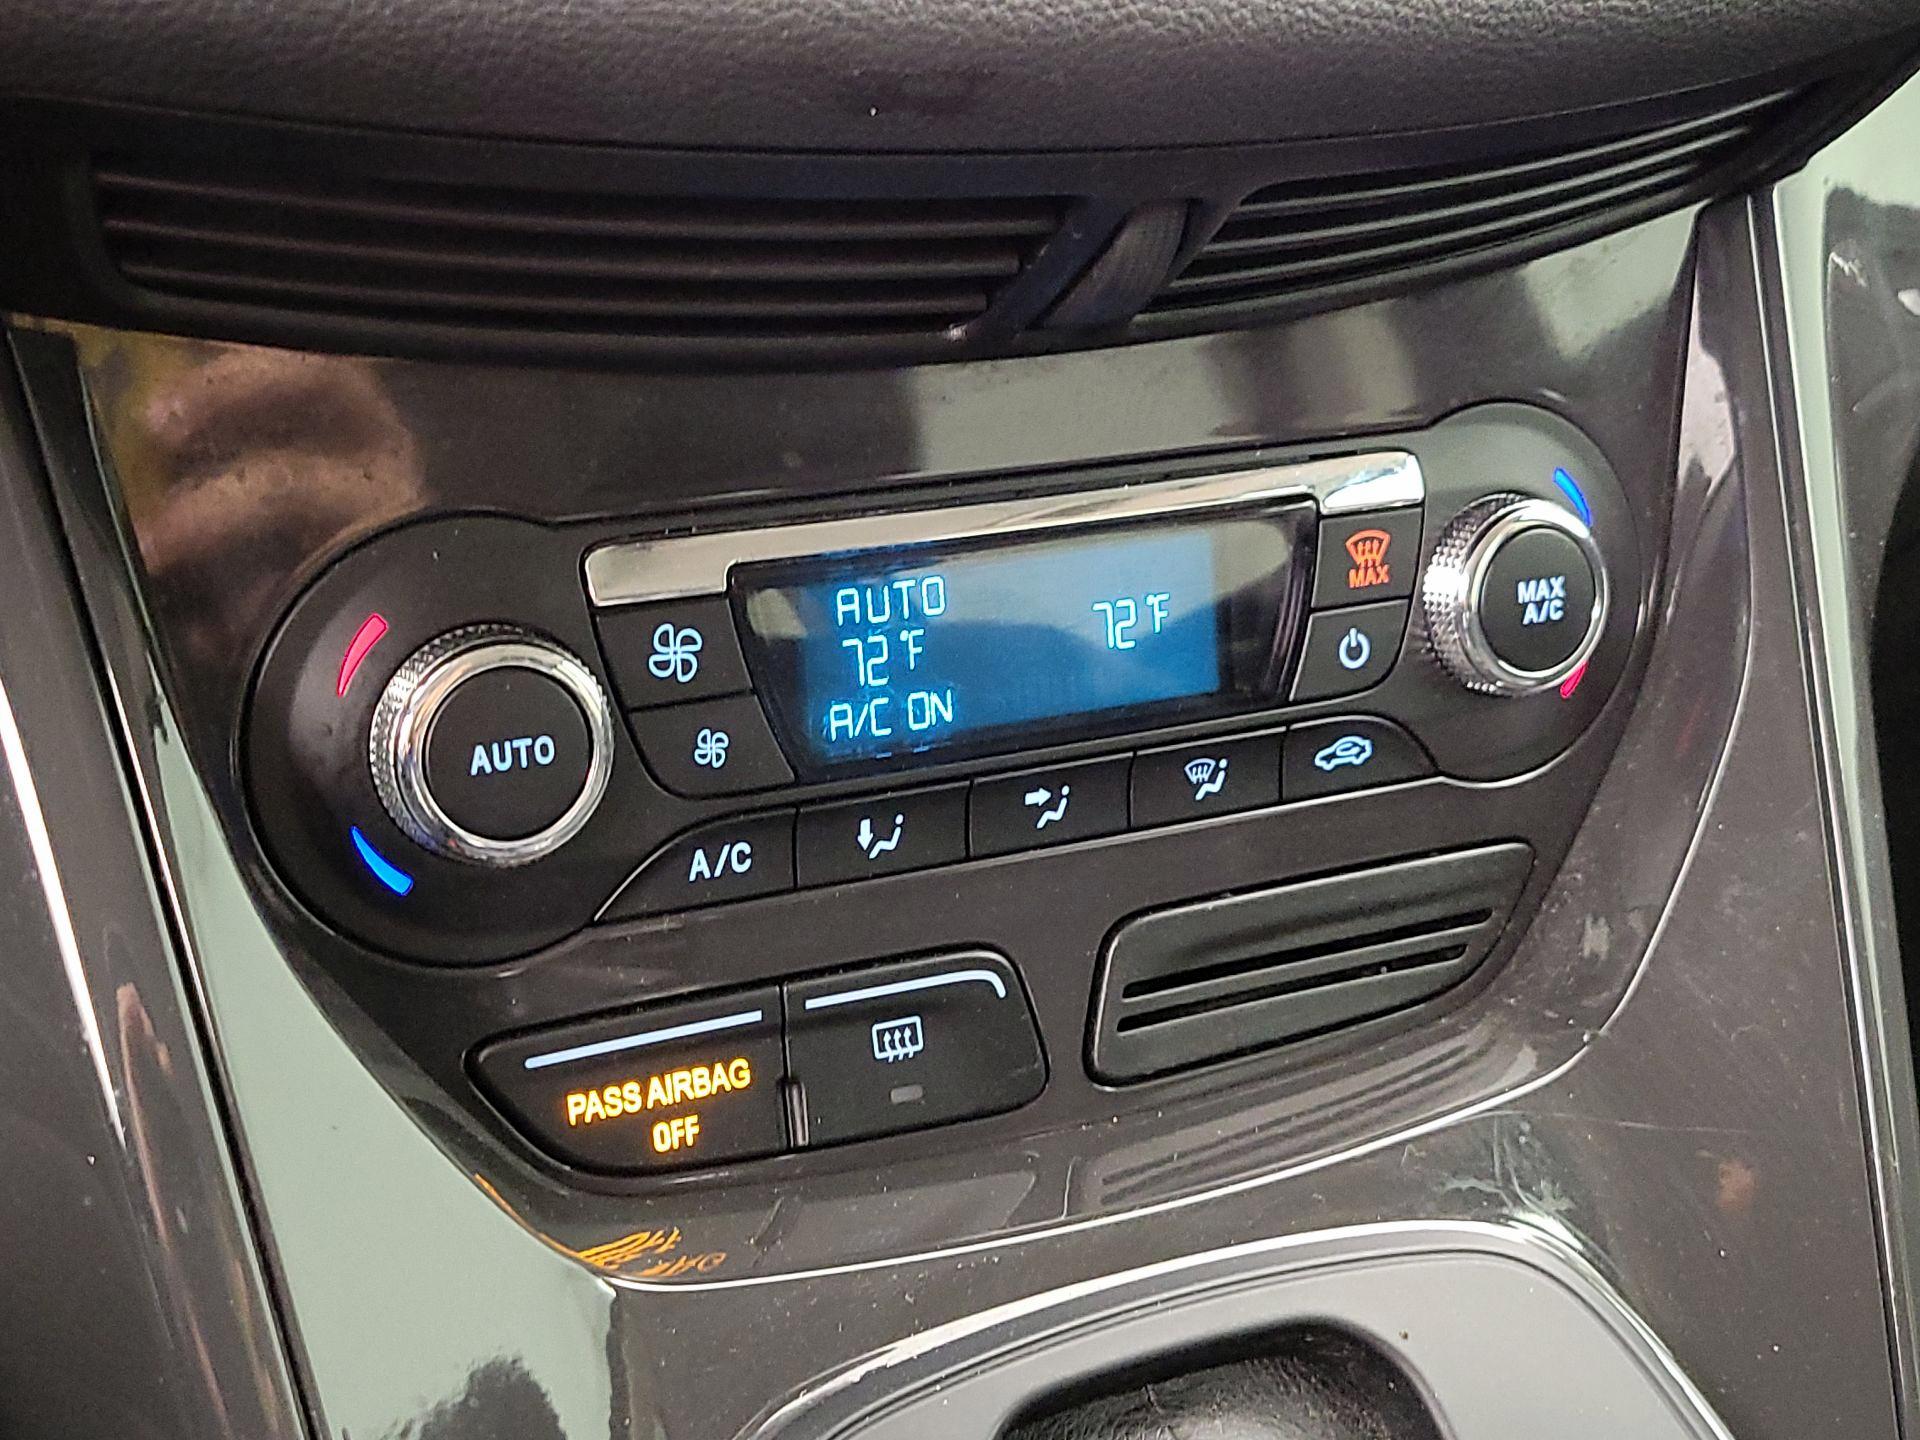 AUTO
72°F
72°F
A/C ON
MAX
MAX
A/C
AUTO
A/C
PASS AIRBAG
OFF